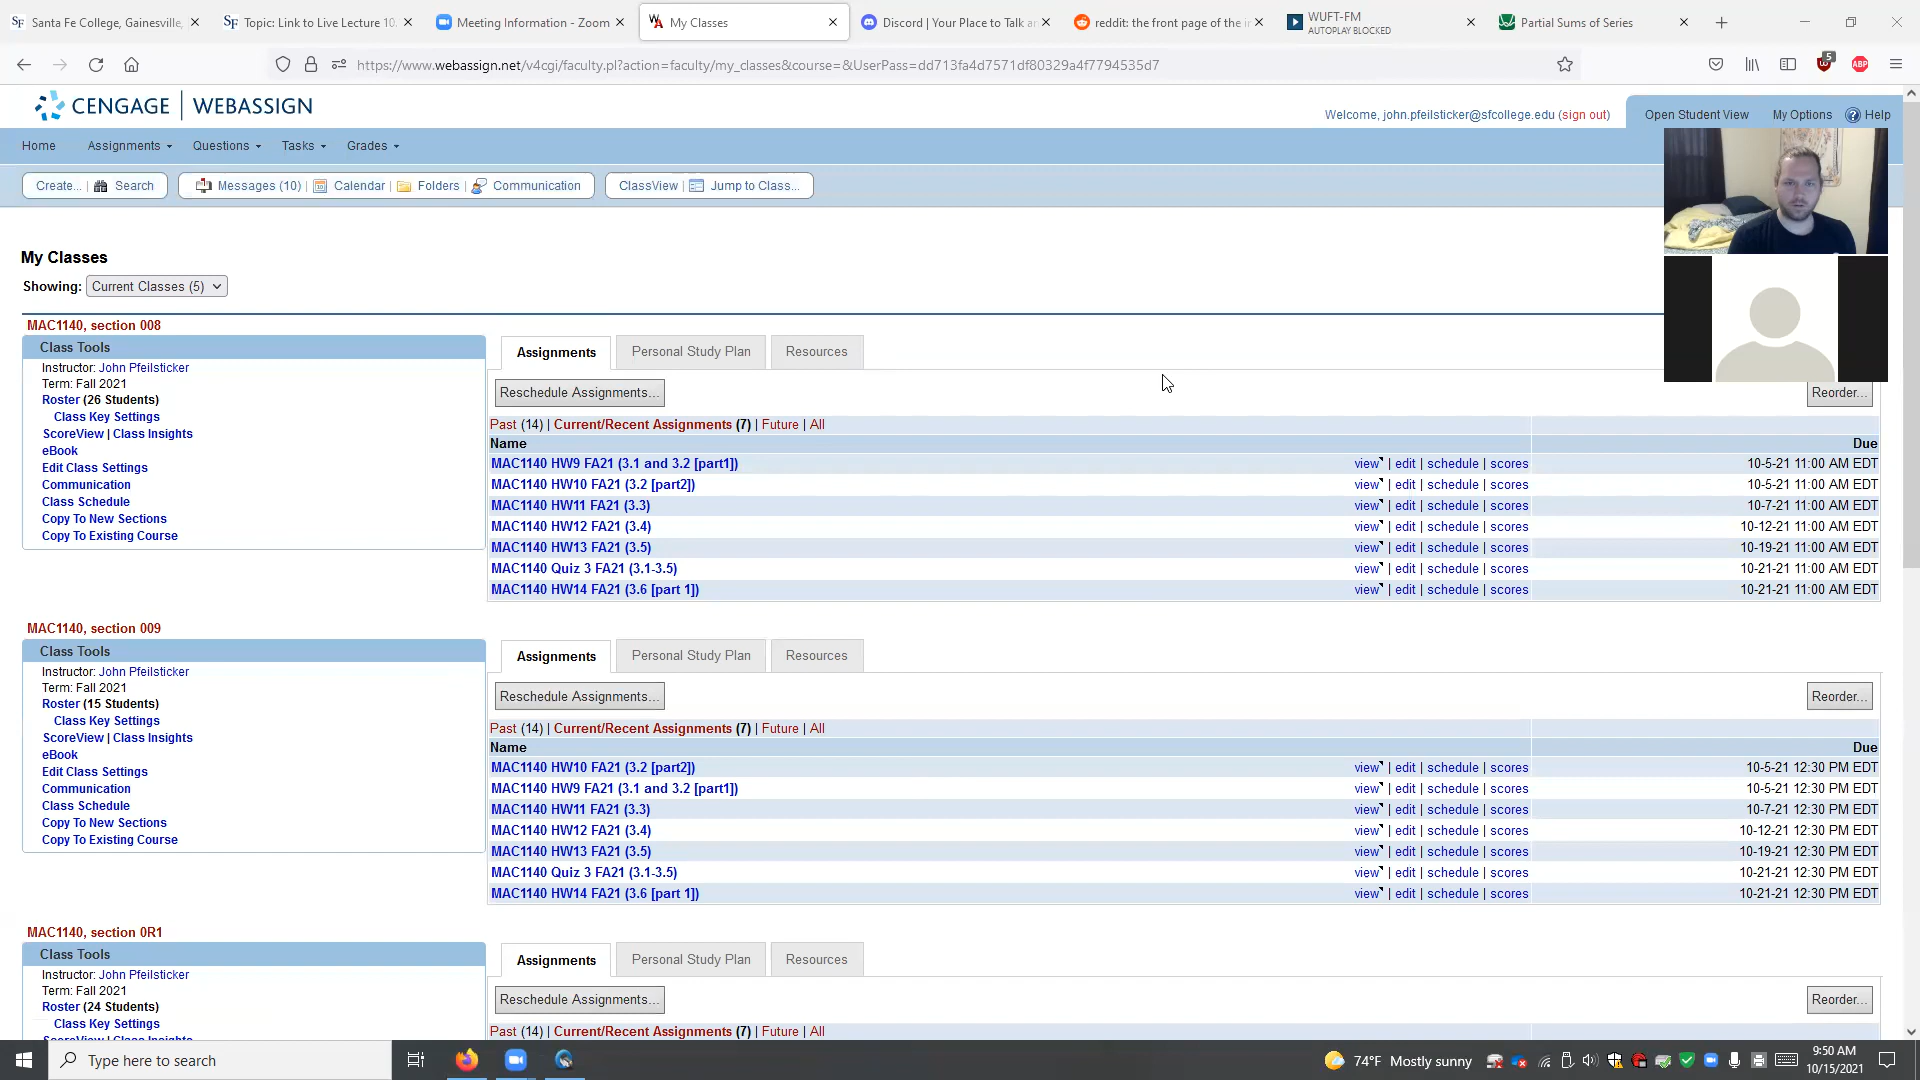 Santa Fe College, Gainesville,
Topic: Link to Live Lecture 10
Meeting Information - Zoom
My Classes
Discord | Your Place to Talk a
reddit: the front page of the i
WUFT-FM
AUTOPLAY BLOCKED
Partial Sums of Series
https://www.webassign.net/v4cgi/faculty.pl?action=faculty/my_classes&course=&UserPass=dd713fa4d7571df80329a4f7794535d7
5
ABP
CENGAGE | WEBASSIGN
Welcome, john.pfeilsticker@sfcollege.edu (sign out)
Open Student View My Options Help
Home Assignments Questions Tasks Grades
Create... | Search Messages (10) | Calendar | Folders | Communication ClassView | Jump to Class...
My Classes
Showing: Current Classes (5)
MAC1140, section 008
Class Tools
Instructor: John Pfeilsticker
Term: Fall 2021
Roster (26 Students)
Class Key Settings
ScoreView | Class Insights
eBook
Edit Class Settings
Communication
Class Schedule
Copy To New Sections
Copy To Existing Course
Assignments Personal Study Plan Resources
Reschedule Assignments... Reorder...
Past (14) | Current/Recent Assignments (7) | Future | All
Name Due
MAC1140 HW9 FA21 (3.1 and 3.2 [part1]) view | edit | schedule | scores 10-5-21 11:00 AM EDT
MAC1140 HW10 FA21 (3.2 [part2]) view | edit | schedule | scores 10-5-21 11:00 AM EDT
MAC1140 HW11 FA21 (3.3) view | edit | schedule | scores 10-7-21 11:00 AM EDT
MAC1140 HW12 FA21 (3.4) view | edit | schedule | scores 10-12-21 11:00 AM EDT
MAC1140 HW13 FA21 (3.5) view | edit | schedule | scores 10-19-21 11:00 AM EDT
MAC1140 Quiz 3 FA21 (3.1-3.5) view | edit | schedule | scores 10-21-21 11:00 AM EDT
MAC1140 HW14 FA21 (3.6 [part 1]) view | edit | schedule | scores 10-21-21 11:00 AM EDT
MAC1140, section 009
Class Tools
Instructor: John Pfeilsticker
Term: Fall 2021
Roster (15 Students)
Class Key Settings
ScoreView | Class Insights
eBook
Edit Class Settings
Communication
Class Schedule
Copy To New Sections
Copy To Existing Course
Assignments Personal Study Plan Resources
Reschedule Assignments... Reorder...
Past (14) | Current/Recent Assignments (7) | Future | All
Name Due
MAC1140 HW10 FA21 (3.2 [part2]) view | edit | schedule | scores 10-5-21 12:30 PM EDT
MAC1140 HW9 FA21 (3.1 and 3.2 [part1]) view | edit | schedule | scores 10-5-21 12:30 PM EDT
MAC1140 HW11 FA21 (3.3) view | edit | schedule | scores 10-7-21 12:30 PM EDT
MAC1140 HW12 FA21 (3.4) view | edit | schedule | scores 10-12-21 12:30 PM EDT
MAC1140 HW13 FA21 (3.5) view | edit | schedule | scores 10-19-21 12:30 PM EDT
MAC1140 Quiz 3 FA21 (3.1-3.5) view | edit | schedule | scores 10-21-21 12:30 PM EDT
MAC1140 HW14 FA21 (3.6 [part 1]) view | edit | schedule | scores 10-21-21 12:30 PM EDT
MAC1140, section 0R1
Class Tools
Instructor: John Pfeilsticker
Term: Fall 2021
Roster (24 Students)
Class Key Settings
ScoreView | Class Insights
Assignments Personal Study Plan Resources
Reschedule Assignments... Reorder...
Past (14) | Current/Recent Assignments (7) | Future | All
Type here to search
74°F Mostly sunny
9:50 AM
10/15/2021